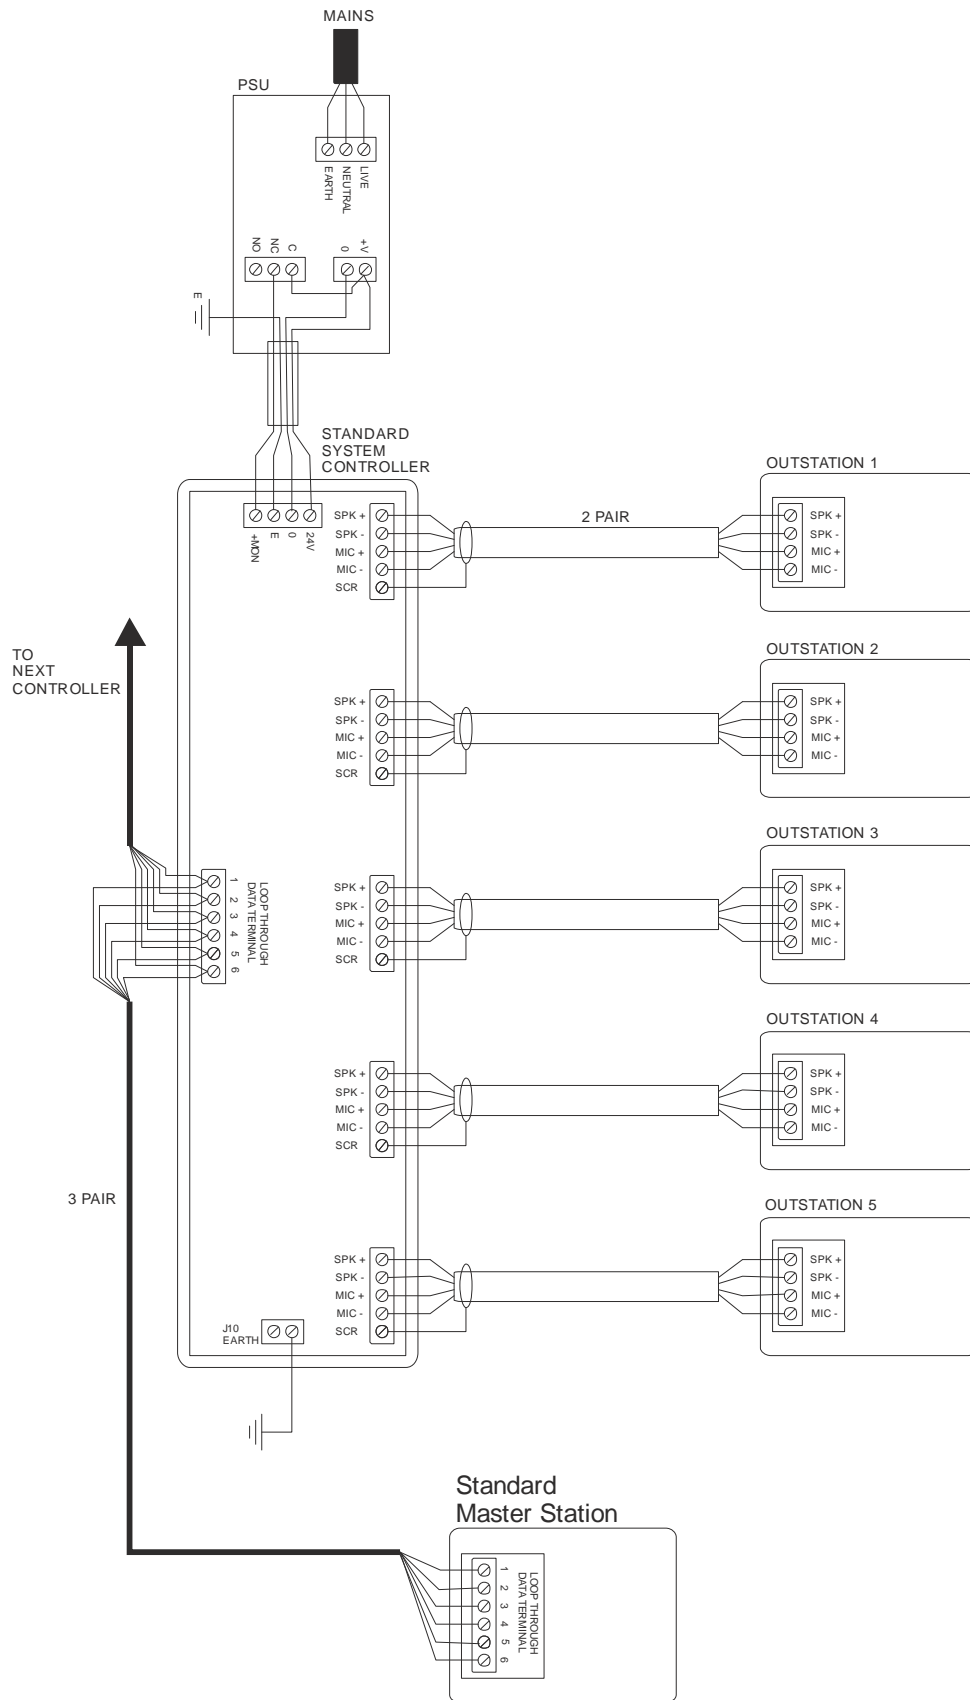 MAINS
PSU
EARTH
NEUTRAL
LIVE
NO
NC
C
0
+V
E
STANDARD
SYSTEM
CONTROLLER
+MON
E
0
24V
SPK +
SPK -
MIC +
MIC -
SCR
2 PAIR
OUTSTATION 1
SPK +
SPK -
MIC +
MIC -
TO
NEXT
CONTROLLER
SPK +
SPK -
MIC +
MIC -
SCR
OUTSTATION 2
SPK +
SPK -
MIC +
MIC -
1
2
3
4
5
6
LOOP THROUGH
DATA TERMINAL
SPK +
SPK -
MIC +
MIC -
SCR
OUTSTATION 3
SPK +
SPK -
MIC +
MIC -
SPK +
SPK -
MIC +
MIC -
SCR
OUTSTATION 4
SPK +
SPK -
MIC +
MIC -
3 PAIR
SPK +
SPK -
MIC +
MIC -
SCR
OUTSTATION 5
SPK +
SPK -
MIC +
MIC -
J10
EARTH
Standard
Master Station
1
2
3
4
5
6
LOOP THROUGH
DATA TERMINAL